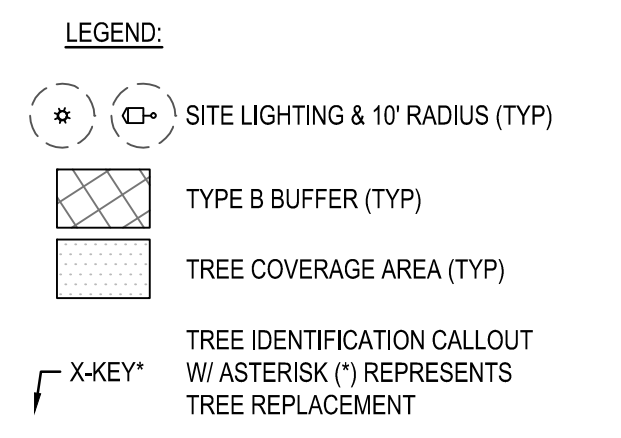 LEGEND:
SITE LIGHTING & 10' RADIUS (TYP)
TYPE B BUFFER (TYP)
TREE COVERAGE AREA (TYP)
X-KEY*
TREE IDENTIFICATION CALLOUT
W/ ASTERISK (*) REPRESENTS
TREE REPLACEMENT